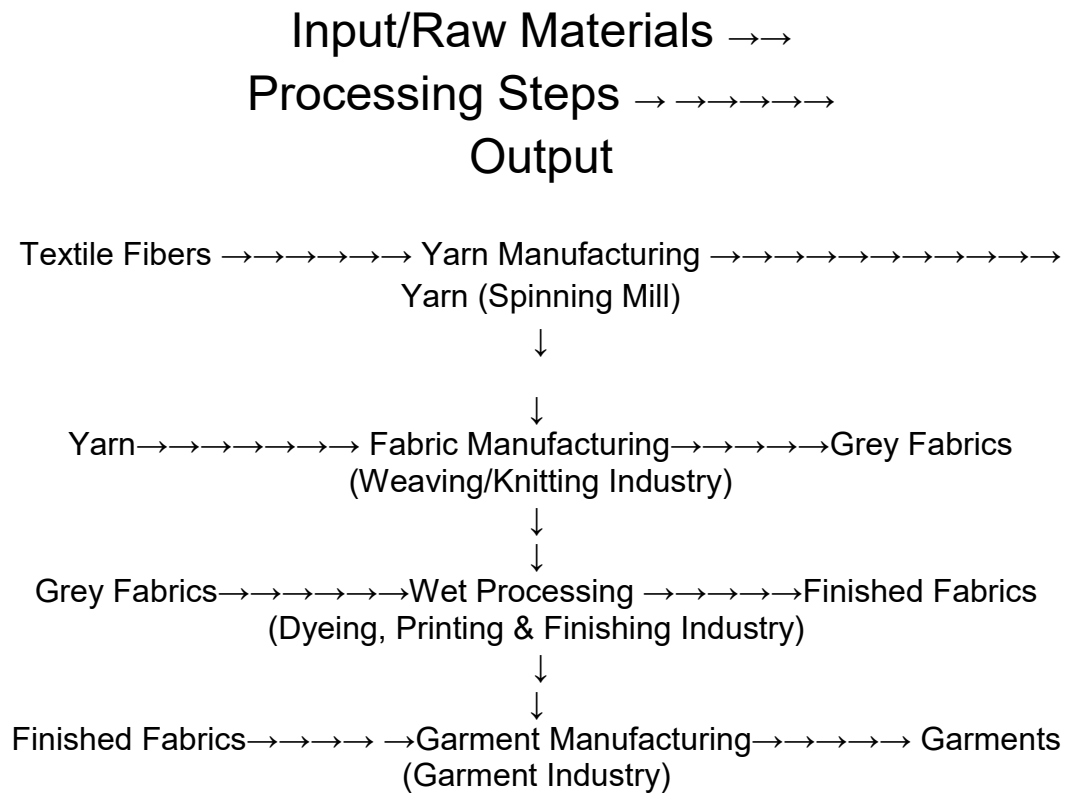 Input/Raw Materials →→
Processing Steps → →→→→→
Output
Textile Fibers →→→→→→ Yarn Manufacturing →→→→→→→→→→→
Yarn (Spinning Mill)
↓
↓
Yarn→→→→→→→ Fabric Manufacturing→→→→→Grey Fabrics
(Weaving/Knitting Industry)
↓
↓
Grey Fabrics→→→→→→Wet Processing →→→→→Finished Fabrics
(Dyeing, Printing & Finishing Industry)
↓
↓
Finished Fabrics→→→→ →Garment Manufacturing→→→→→ Garments
(Garment Industry)